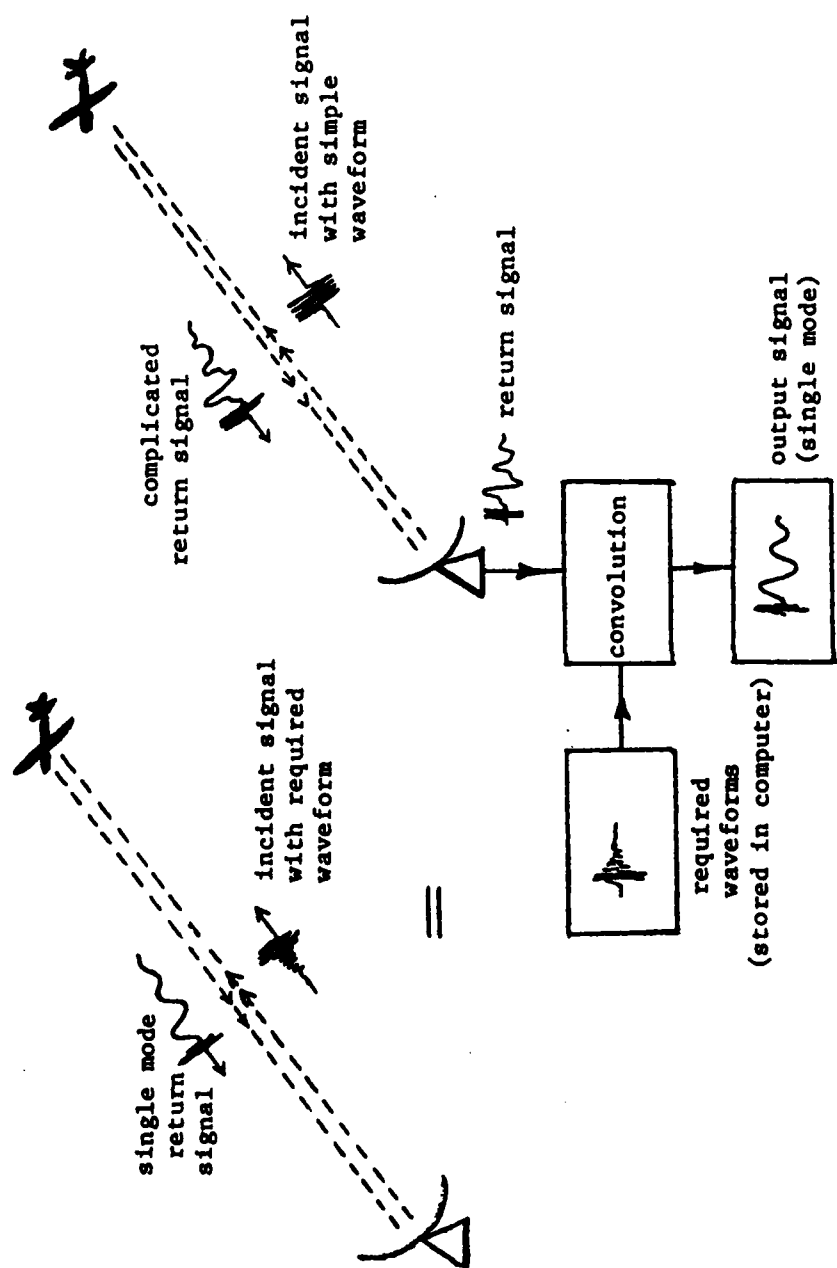 single mode
return
signal
incident signal
with required
waveform
=
complicated
return signal
incident signal
with simple
waveform
return signal
convolution
required
waveforms
(stored in computer)
output signal
(single mode)